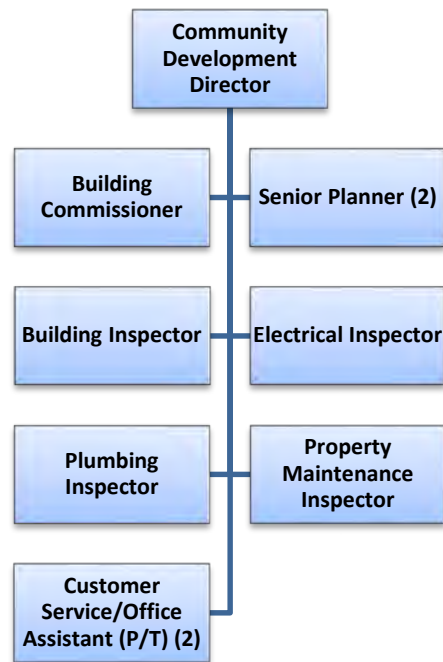 Community
Development
Director
Building
Commissioner
Senior Planner (2)
Building Inspector
Electrical Inspector
Plumbing
Inspector
Property
Maintenance
Inspector
Customer
Service/Office
Assistant (P/T) (2)